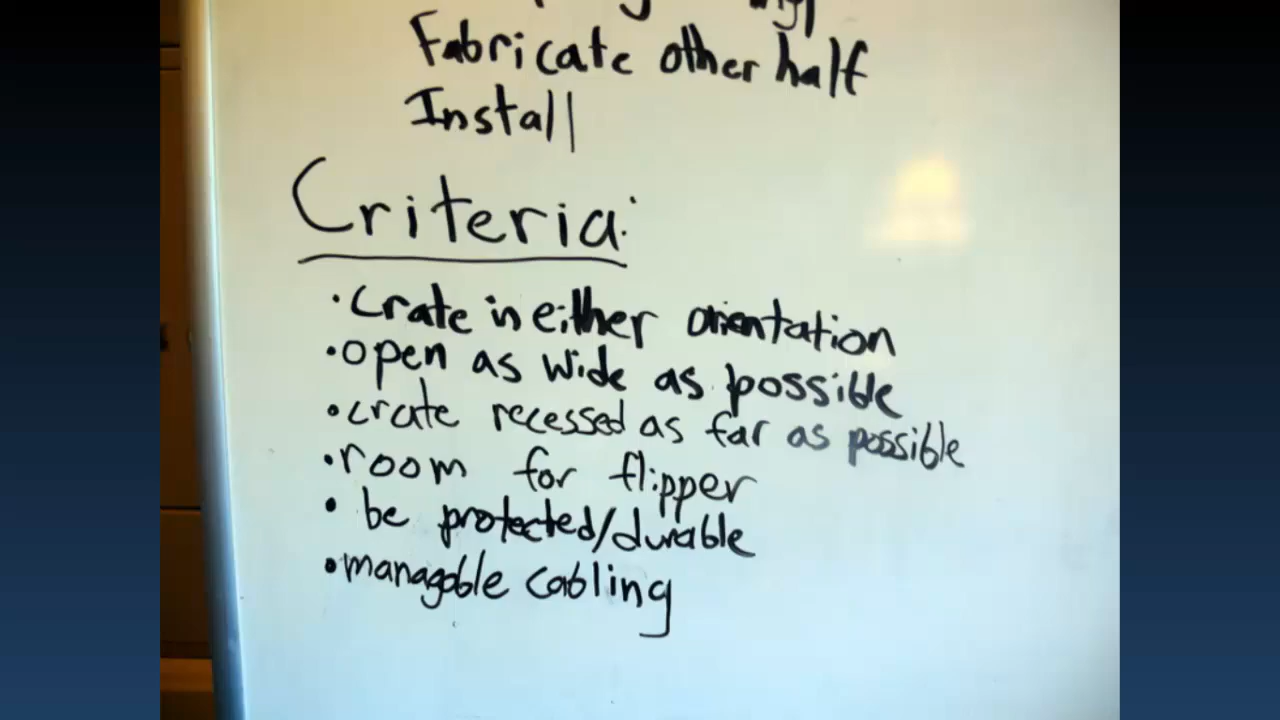 Fabricate other half
Install
Criteria:
• crate in either orientation
• open as wide as possible
• crate recessed as far as possible
• room for flipper
• be protected/durable
• managable cabling